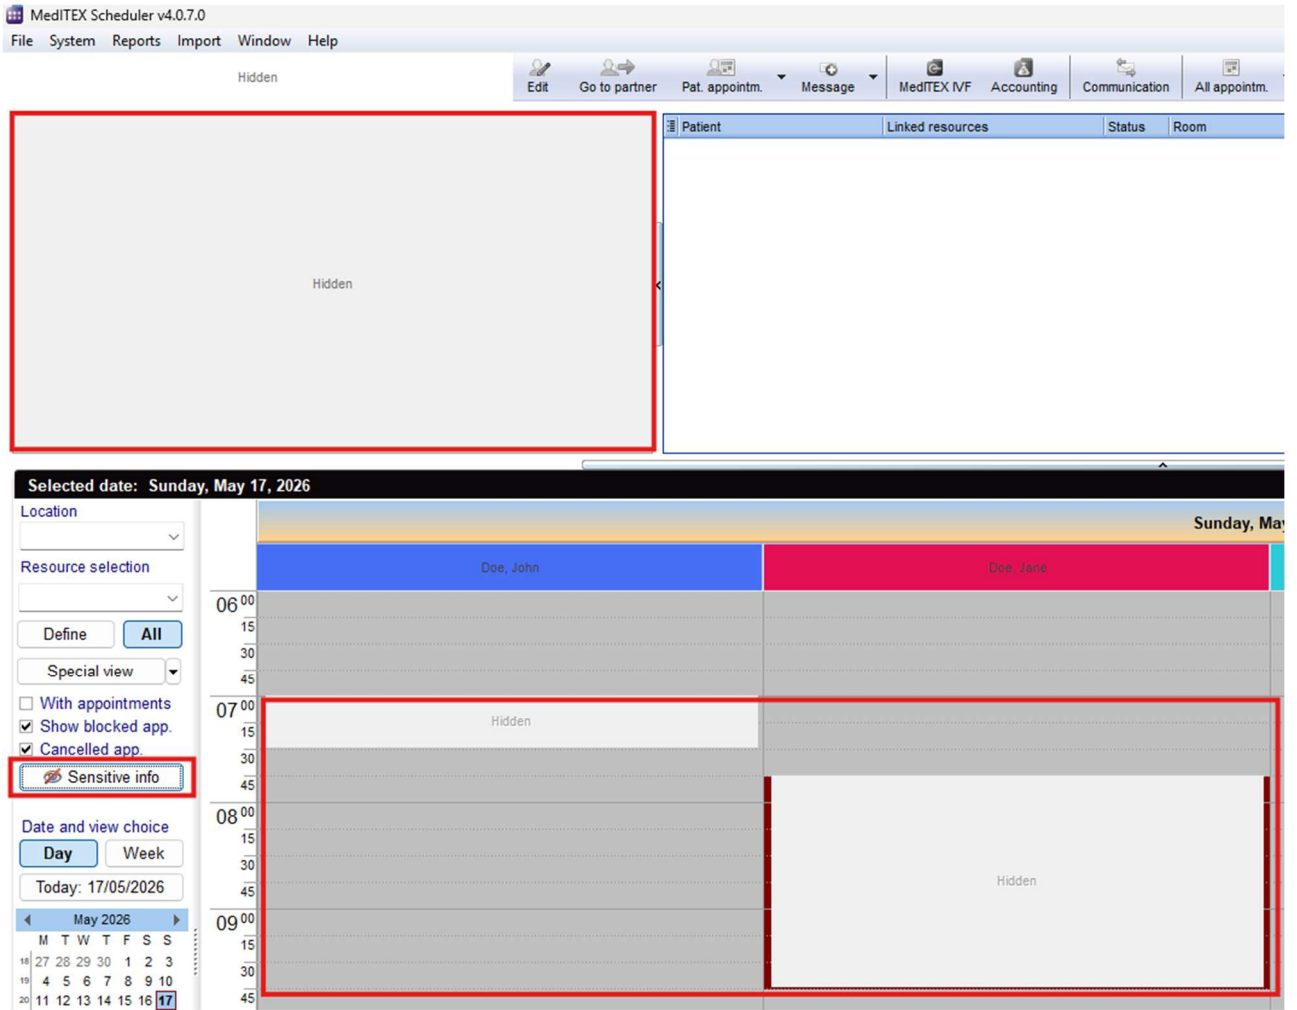 MedITEX Scheduler v4.0.7.0
File System Reports Import Window Help
Hidden
Edit Go to partner Pat. appointm. Message MedITEX IVF Accounting Communication All appointm.
Patient Linked resources Status Room
Hidden
Selected date: Sunday, May 17, 2026
Location
Sunday, May
Resource selection
Doe, John Doe, Jane
Define All
Special view
With appointments
Show blocked app.
Cancelled app.
Sensitive info
Date and view choice
Day Week
Today: 17/05/2026
May 2026
M T W T F S S
18 27 28 29 30 1 2 3
19 4 5 6 7 8 9 10
20 11 12 13 14 15 16 17
06 00
15
30
45
07 00
Hidden
15
30
45
08 00
15
30
Hidden
45
09 00
15
30
45